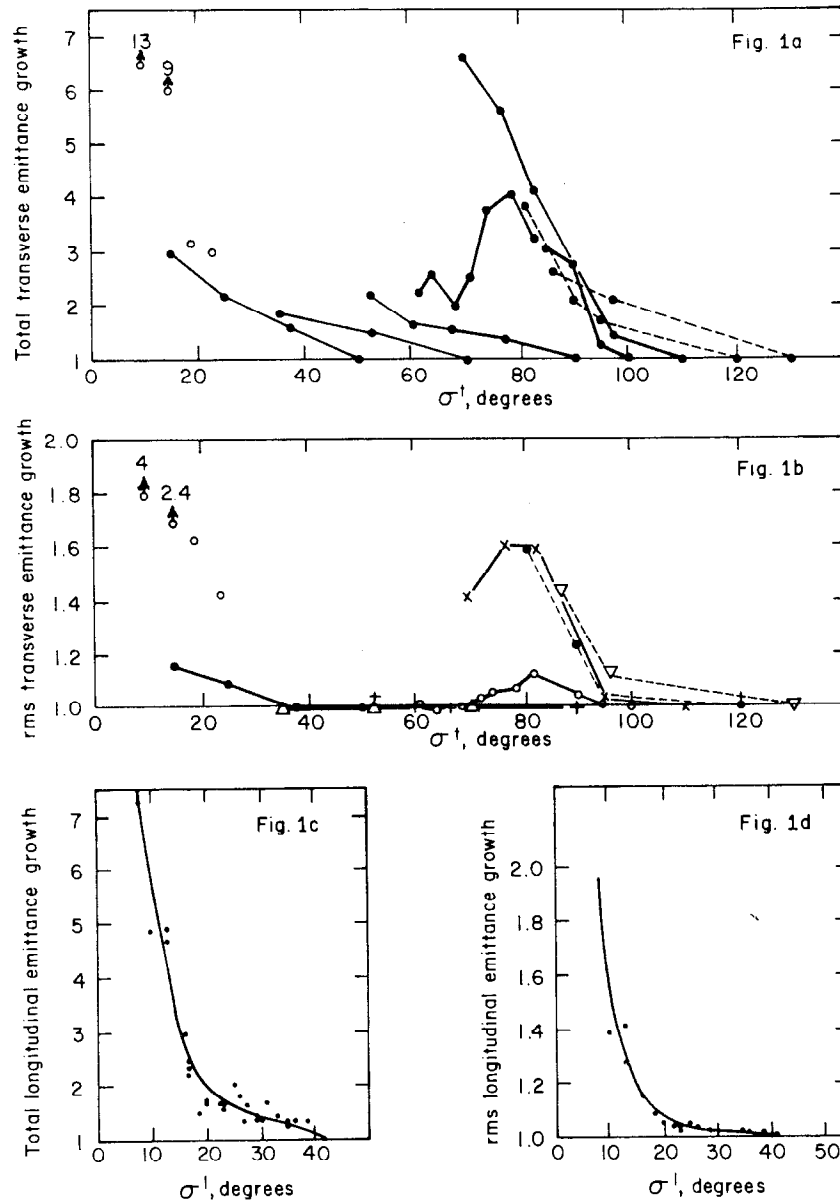 Fig. 1a
Total transverse emittance growth
7
6
5
4
3
2
1
13
9
0 20 40 60 80 100 120
σᵗ, degrees
Fig. 1b
rms transverse emittance growth
2.0
1.8
1.6
1.4
1.2
1.0
4
2.4
0 20 40 60 80 100 120
σᵗ, degrees
Fig. 1c
Total longitudinal emittance growth
7
5
4
3
2
1
0 10 20 30 40
σˡ, degrees
Fig. 1d
rms longitudinal emittance growth
2.0
1.8
1.6
1.4
1.2
1.0
0 10 20 30 40 50
σˡ, degrees